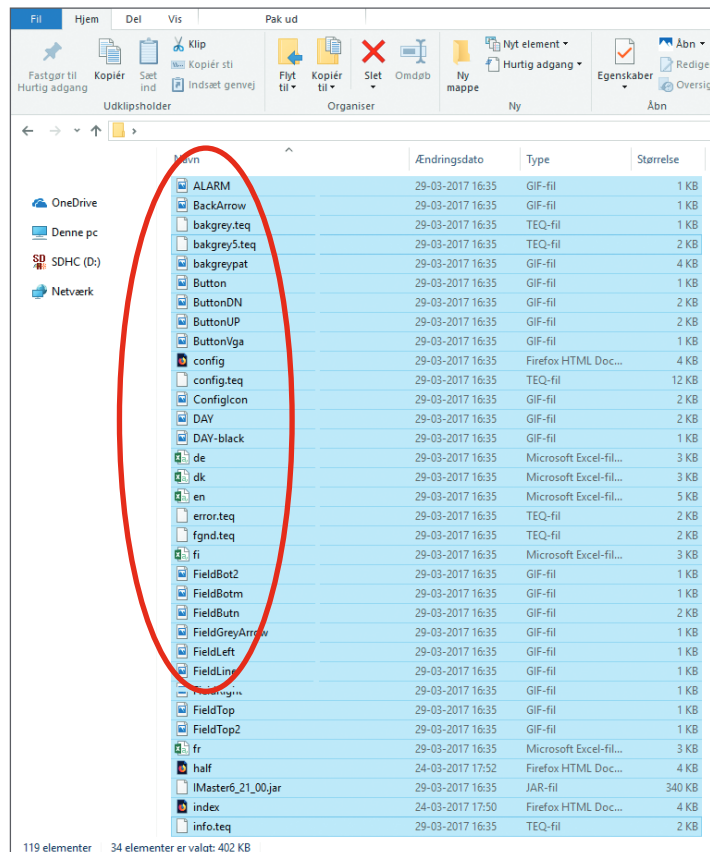 Fil Hjem Del Vis Pak ud
Fastgør til Hurtig adgang
Kopiér
Sæt ind
Klip
Kopiér sti
Indsæt genvej
Udklipsholder
Flyt til
Kopiér til
Slet
Omdøb
Organiser
Ny mappe
Nyt element
Hurtig adgang
Ny
Egenskaber
Åbn
Redige
Oversig
Åbn
OneDrive
Denne pc
SDHC (D:)
Netværk
Navn Ændringsdato Type Størrelse
ALARM 29-03-2017 16:35 GIF-fil 1 KB
BackArrow 29-03-2017 16:35 GIF-fil 1 KB
bakgrey.teq 29-03-2017 16:35 TEQ-fil 1 KB
bakgrey5.teq 29-03-2017 16:35 TEQ-fil 2 KB
bakgreypat 29-03-2017 16:35 GIF-fil 4 KB
Button 29-03-2017 16:35 GIF-fil 1 KB
ButtonDN 29-03-2017 16:35 GIF-fil 2 KB
ButtonUP 29-03-2017 16:35 GIF-fil 2 KB
ButtonVga 29-03-2017 16:35 GIF-fil 1 KB
config 29-03-2017 16:35 Firefox HTML Doc... 4 KB
config.teq 29-03-2017 16:35 TEQ-fil 12 KB
ConfigIcon 29-03-2017 16:35 GIF-fil 2 KB
DAY 29-03-2017 16:35 GIF-fil 2 KB
DAY-black 29-03-2017 16:35 GIF-fil 1 KB
de 29-03-2017 16:35 Microsoft Excel-fil... 3 KB
dk 29-03-2017 16:35 Microsoft Excel-fil... 3 KB
en 29-03-2017 16:35 Microsoft Excel-fil... 5 KB
error.teq 29-03-2017 16:35 TEQ-fil 2 KB
fgnd.teq 29-03-2017 16:35 TEQ-fil 2 KB
fi 29-03-2017 16:35 Microsoft Excel-fil... 3 KB
FieldBot2 29-03-2017 16:35 GIF-fil 1 KB
FieldBotm 29-03-2017 16:35 GIF-fil 1 KB
FieldButn 29-03-2017 16:35 GIF-fil 2 KB
FieldGreyArrow 29-03-2017 16:35 GIF-fil 1 KB
FieldLeft 29-03-2017 16:35 GIF-fil 1 KB
FieldLine 29-03-2017 16:35 GIF-fil 1 KB
FieldRight 29-03-2017 16:35 GIF-fil 1 KB
FieldTop 29-03-2017 16:35 GIF-fil 1 KB
FieldTop2 29-03-2017 16:35 GIF-fil 1 KB
fr 29-03-2017 16:35 Microsoft Excel-fil... 3 KB
half 24-03-2017 17:52 Firefox HTML Doc... 4 KB
IMaster6_21_00.jar 29-03-2017 16:35 JAR-fil 340 KB
index 24-03-2017 17:50 Firefox HTML Doc... 4 KB
info.teq 29-03-2017 16:35 TEQ-fil 2 KB
119 elementer 34 elementer er valgt: 402 KB